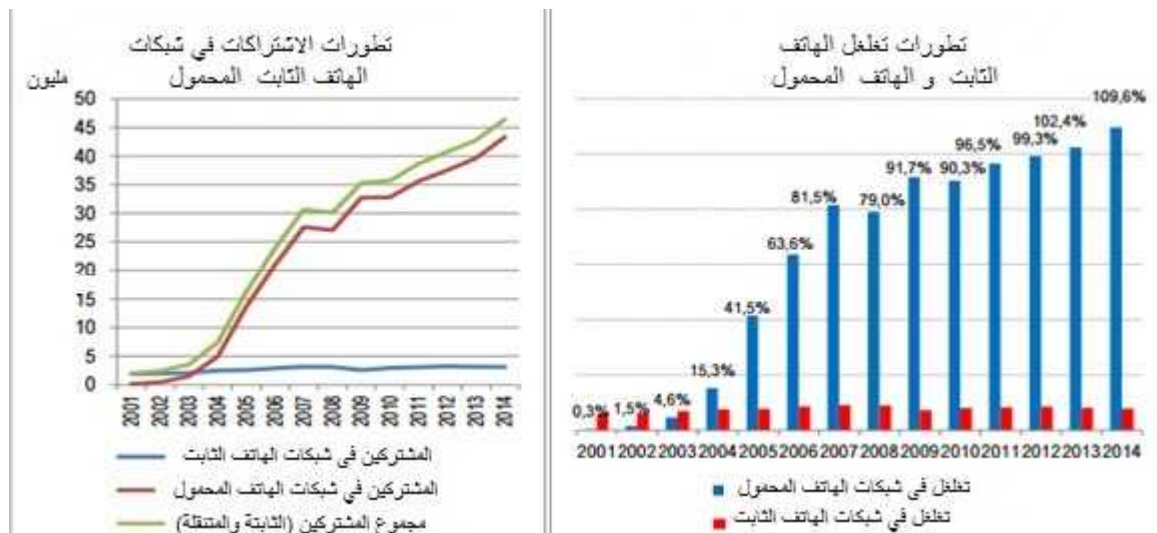 تطورات الاشتراكات في شبكات
الهاتف الثابت المحمول
مليون
50
45
40
35
30
25
20
15
10
5
0
2001 2002 2003 2004 2005 2006 2007 2008 2009 2010 2011 2012 2013 2014
المشتركين في شبكات الهاتف الثابت
المشتركين في شبكات الهاتف المحمول
مجموع المشتركين (الثابتة والمتنقلة)
تطورات تغلغل الهاتف
الثابت و الهاتف المحمول
0,3% 1,5% 4,6% 15,3% 41,5% 63,6% 81,5% 79,0% 91,7% 90,3% 96,5% 99,3% 102,4% 109,6%
2001 2002 2003 2004 2005 2006 2007 2008 2009 2010 2011 2012 2013 2014
تغلغل في شبكات الهاتف المحمول
تغلغل في شبكات الهاتف الثابت